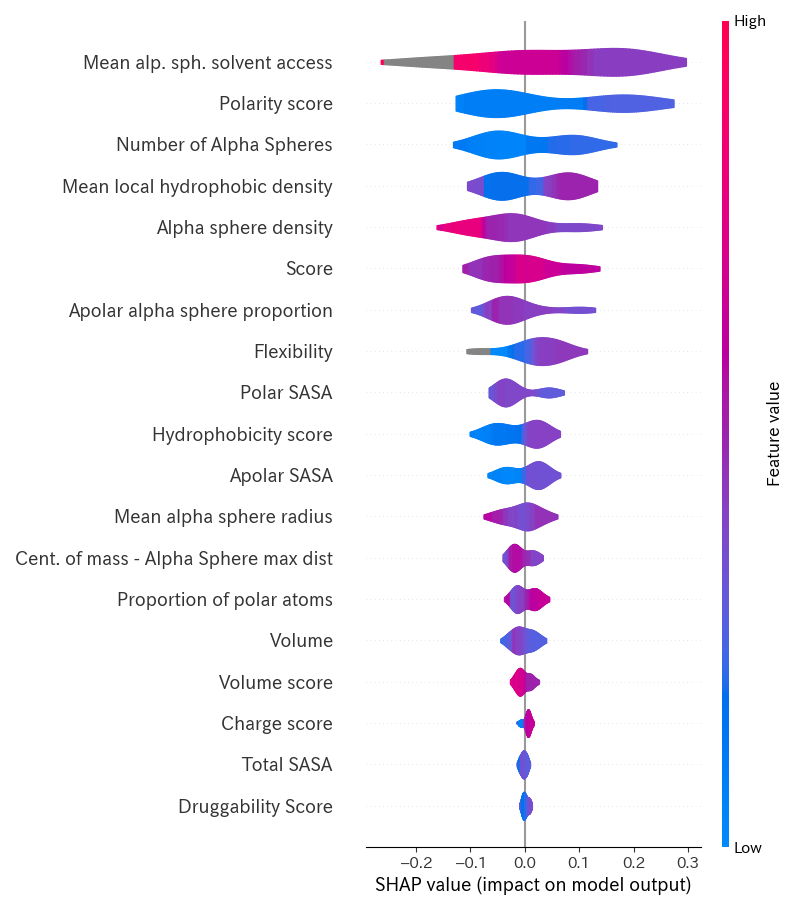 High
Mean alp. sph. solvent access
Polarity score
Number of Alpha Spheres
Mean local hydrophobic density
Alpha sphere density
Score
Apolar alpha sphere proportion
Flexibility
Polar SASA
Hydrophobicity score
Apolar SASA
Mean alpha sphere radius
Cent. of mass - Alpha Sphere max dist
Proportion of polar atoms
Volume
Volume score
Charge score
Total SASA
Druggability Score
Feature value
Low
−0.2 −0.1 0.0 0.1 0.2 0.3
SHAP value (impact on model output)